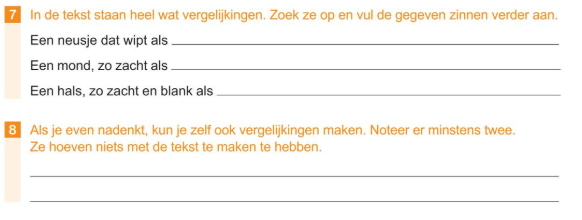 7 In de tekst staan heel wat vergelijkingen. Zoek ze op en vul de gegeven zinnen verder aan.
Een neusje dat wipt als
Een mond, zo zacht als
Een hals, zo zacht en blank als
8 Als je even nadenkt, kun je zelf ook vergelijkingen maken. Noteer er minstens twee.
Ze hoeven niets met de tekst te maken te hebben.